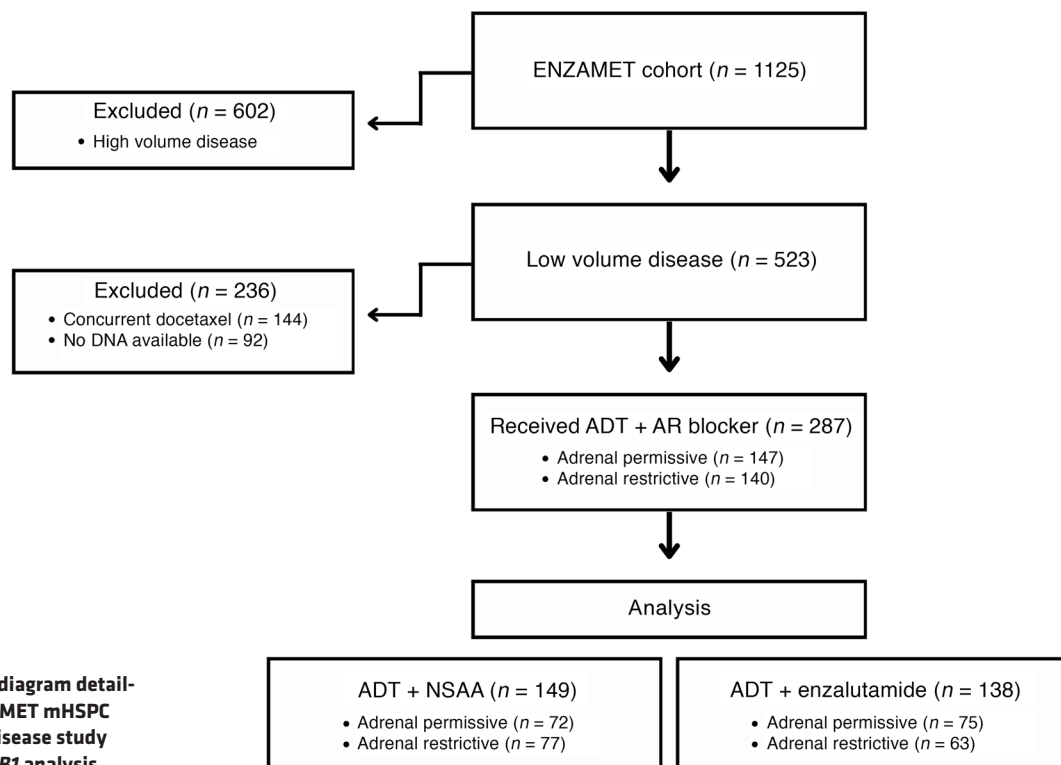 ENZAMET cohort (n = 1125)
Excluded (n = 602)
• High volume disease
Low volume disease (n = 523)
Excluded (n = 236)
• Concurrent docetaxel (n = 144)
• No DNA available (n = 92)
Received ADT + AR blocker (n = 287)
• Adrenal permissive (n = 147)
• Adrenal restrictive (n = 140)
Analysis
ADT + NSAA (n = 149)
• Adrenal permissive (n = 72)
• Adrenal restrictive (n = 77)
ADT + enzalutamide (n = 138)
• Adrenal permissive (n = 75)
• Adrenal restrictive (n = 63)
diagram detail-
MET mHSPC
isease study
B1 analysis